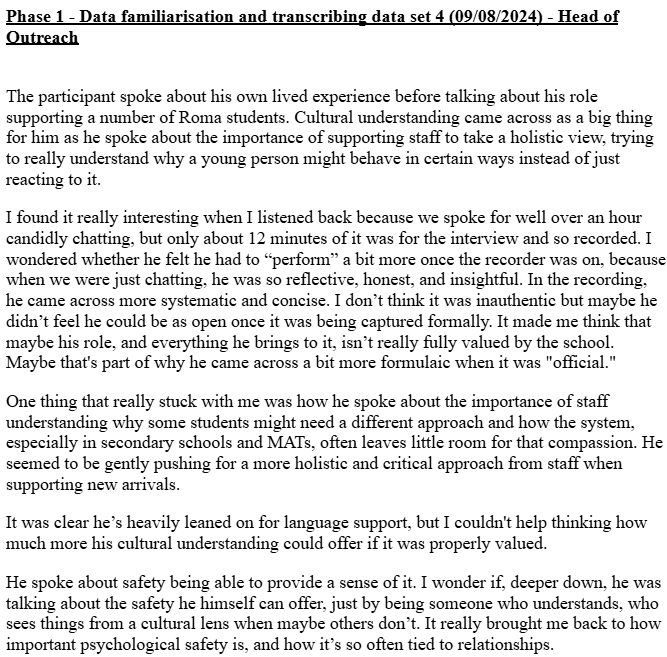 Phase 1 - Data familiarisation and transcribing data set 4 (09/08/2024) - Head of
Outreach
The participant spoke about his own lived experience before talking about his role
supporting a number of Roma students. Cultural understanding came across as a big thing
for him as he spoke about the importance of supporting staff to take a holistic view, trying
to really understand why a young person might behave in certain ways instead of just
reacting to it.
I found it really interesting when I listened back because we spoke for well over an hour
candidly chatting, but only about 12 minutes of it was for the interview and so recorded. I
wondered whether he felt he had to “perform” a bit more once the recorder was on, because
when we were just chatting, he was so reflective, honest, and insightful. In the recording,
he came across more systematic and concise. I don’t think it was inauthentic but maybe he
didn’t feel he could be as open once it was being captured formally. It made me think that
maybe his role, and everything he brings to it, isn’t really fully valued by the school.
Maybe that's part of why he came across a bit more formulaic when it was "official."
One thing that really stuck with me was how he spoke about the importance of staff
understanding why some students might need a different approach and how the system,
especially in secondary schools and MATs, often leaves little room for that compassion. He
seemed to be gently pushing for a more holistic and critical approach from staff when
supporting new arrivals.
It was clear he’s heavily leaned on for language support, but I couldn't help thinking how
much more his cultural understanding could offer if it was properly valued.
He spoke about safety being able to provide a sense of it. I wonder if, deeper down, he was
talking about the safety he himself can offer, just by being someone who understands, who
sees things from a cultural lens when maybe others don’t. It really brought me back to how
important psychological safety is, and how it’s so often tied to relationships.